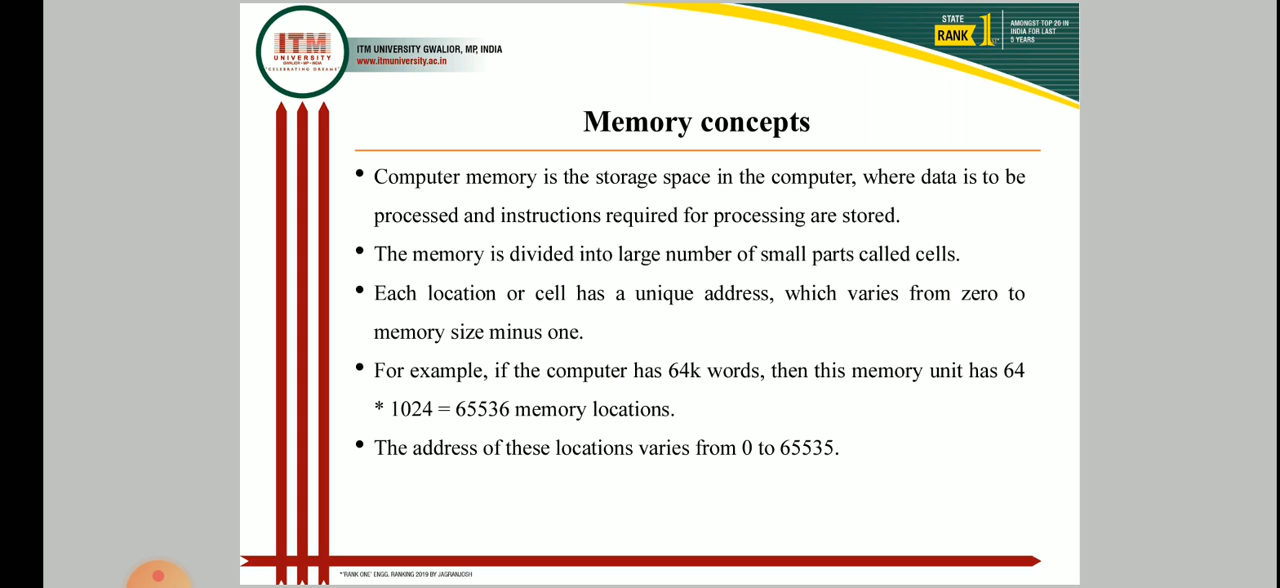 ITM
UNIVERSITY
GWALIOR • MP • INDIA
"CELEBRATING DREAMS"
ITM UNIVERSITY GWALIOR, MP, INDIA
www.itmuniversity.ac.in
STATE
RANK 1
AMONGST TOP 20 IN
INDIA FOR LAST
5 YEARS
Memory concepts
• Computer memory is the storage space in the computer, where data is to be
processed and instructions required for processing are stored.
• The memory is divided into large number of small parts called cells.
• Each location or cell has a unique address, which varies from zero to
memory size minus one.
• For example, if the computer has 64k words, then this memory unit has 64
* 1024 = 65536 memory locations.
• The address of these locations varies from 0 to 65535.
*'RANK ONE' ENGG. RANKING 2019 BY JAGRANJOSH